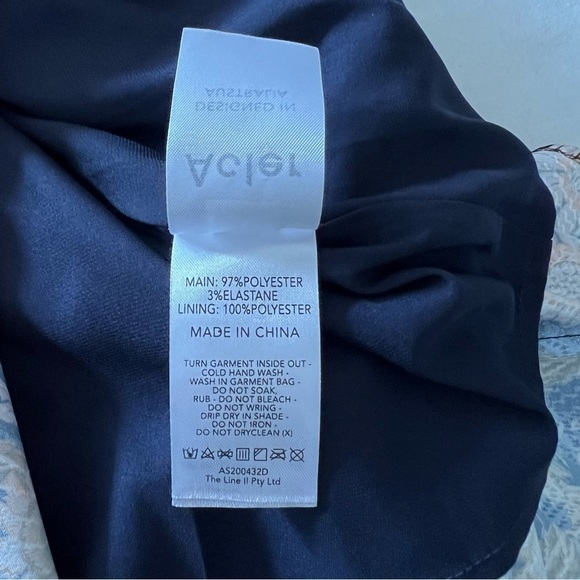 DESIGNED IN
AUSTRALIA
Acler
MAIN: 97%POLYESTER
3%ELASTANE
LINING: 100%POLYESTER
MADE IN CHINA
TURN GARMENT INSIDE OUT -
COLD HAND WASH -
WASH IN GARMENT BAG -
DO NOT SOAK,
RUB - DO NOT BLEACH -
DO NOT WRING -
DRIP DRY IN SHADE -
DO NOT IRON -
DO NOT DRYCLEAN (X)
AS200432D
The Line II Pty Ltd